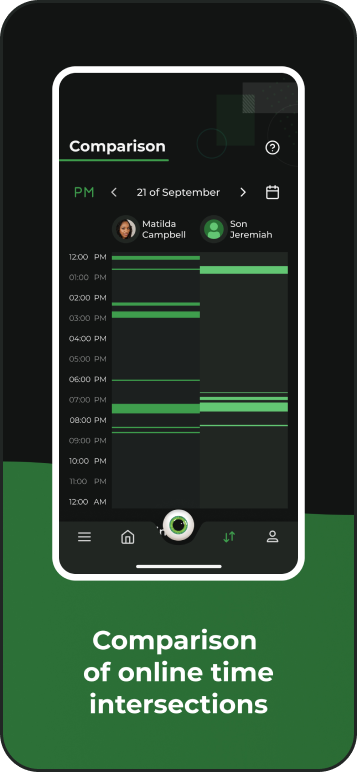 Comparison
PM
21 of September
Matilda
Campbell
Son
Jeremiah
12:00 PM
01:00 PM
02:00 PM
03:00 PM
04:00 PM
05:00 PM
06:00 PM
07:00 PM
08:00 PM
09:00 PM
10:00 PM
11:00 PM
12:00 AM
Comparison
of online time
intersections